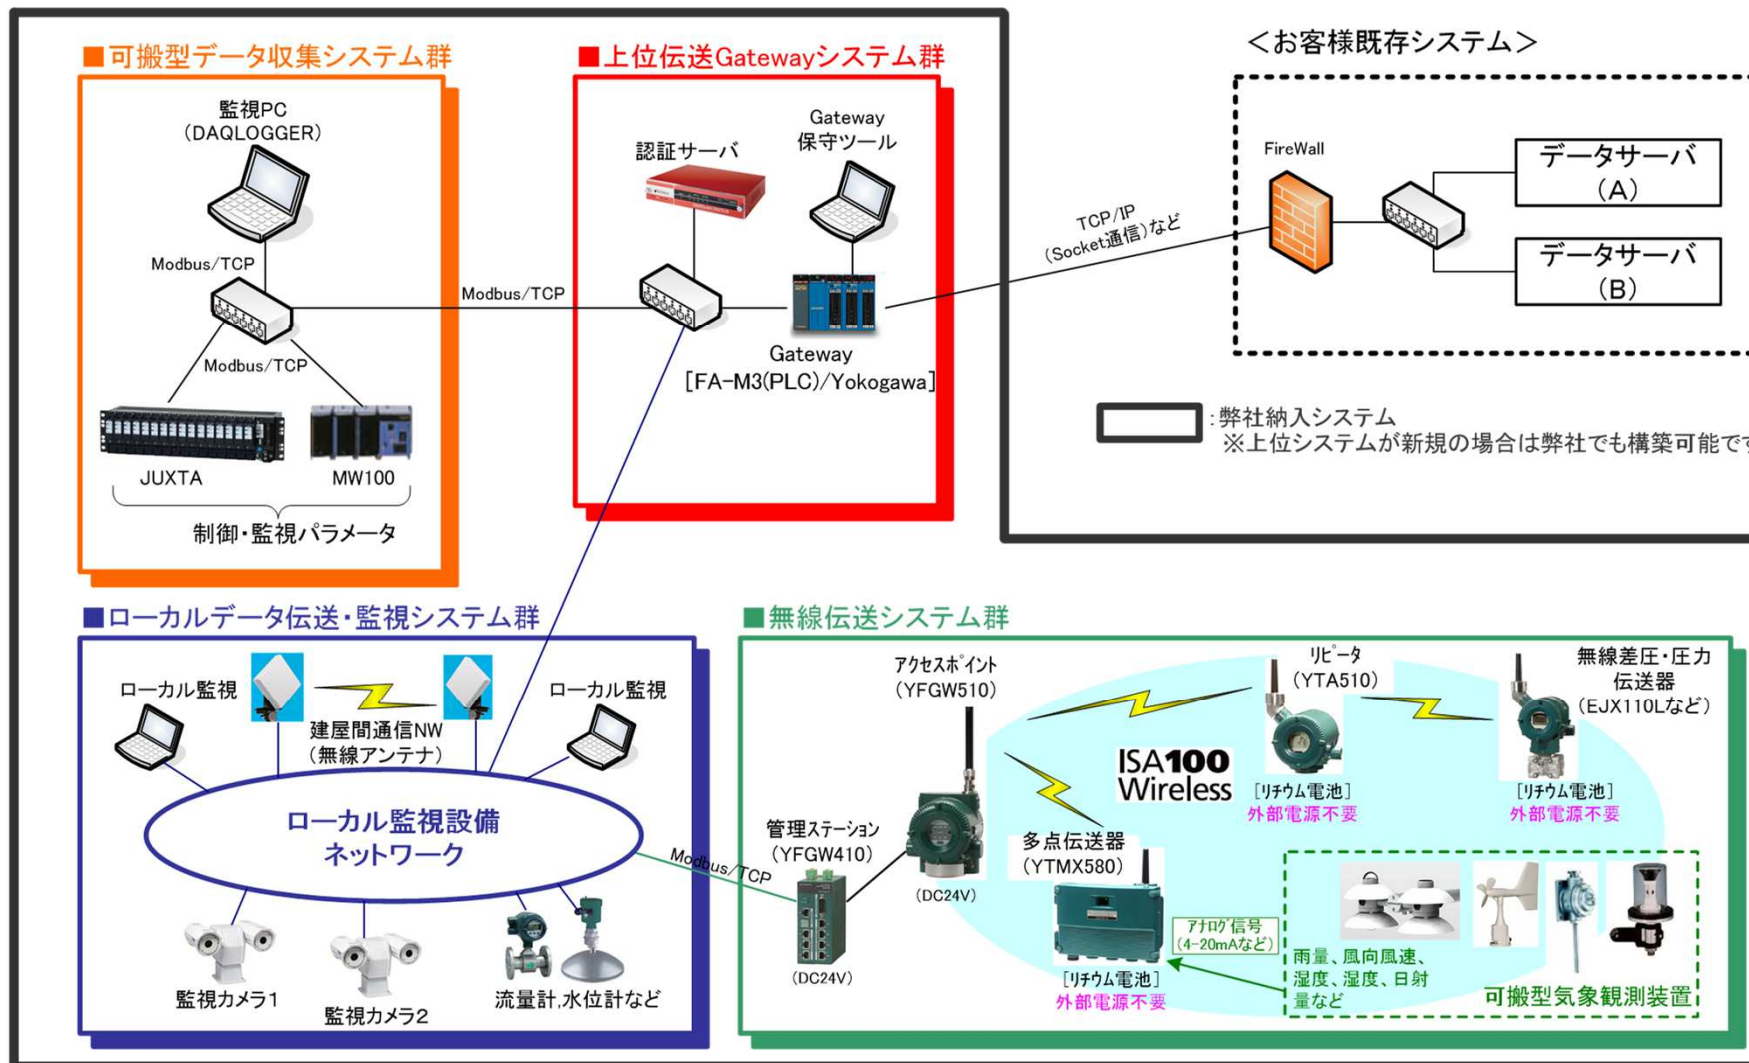 ■可搬型データ収集システム群
監視PC
(DAQLOGGER)
Modbus/TCP
Modbus/TCP
JUXTA
MW100
制御・監視パラメータ
Modbus/TCP
■上位伝送Gatewayシステム群
認証サーバ
Gateway
保守ツール
Gateway
[FA-M3(PLC)/Yokogawa]
TCP/IP
(Socket通信)など
＜お客様既存システム＞
FireWall
データサーバ
(A)
データサーバ
(B)
:弊社納入システム
※上位システムが新規の場合は弊社でも構築可能です
■ローカルデータ伝送・監視システム群
ローカル監視
建屋間通信NW
(無線アンテナ)
ローカル監視
ローカル監視設備
ネットワーク
監視カメラ1
監視カメラ2
流量計,水位計など
Modbus/TCP
■無線伝送システム群
アクセスポイント
(YFGW510)
(DC24V)
管理ステーション
(YFGW410)
(DC24V)
リピータ
(YTA510)
[リチウム電池]
外部電源不要
無線差圧・圧力
伝送器
(EJX110Lなど)
[リチウム電池]
外部電源不要
ISA100
Wireless
多点伝送器
(YTMX580)
[リチウム電池]
外部電源不要
アナログ信号
(4-20mAなど)
雨量、風向風速、
湿度、湿度、日射
量など
可搬型気象観測装置